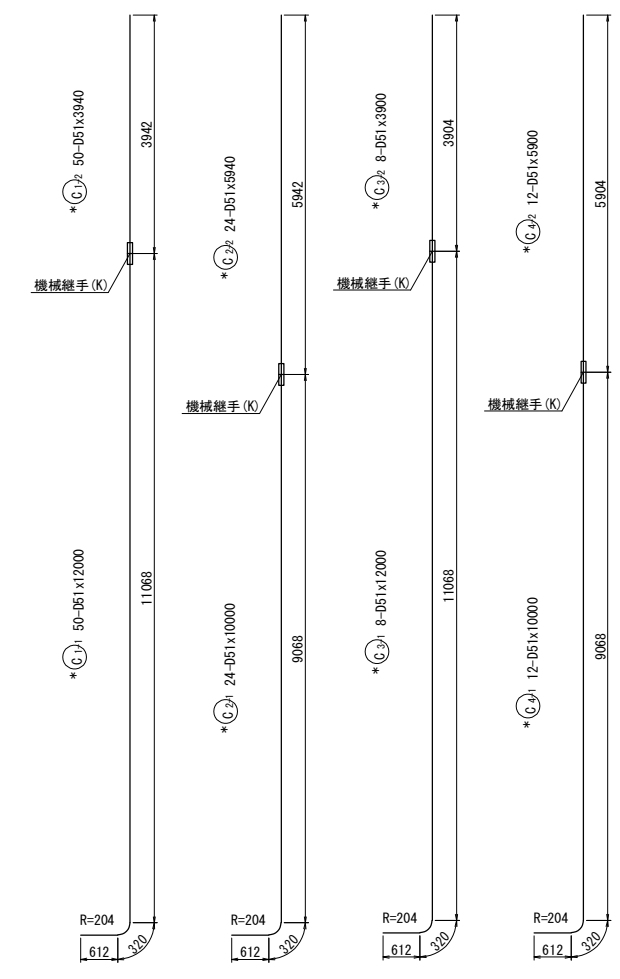 *C1-2 50-D51x3940
3942
機械継手(K)
*C1-1 50-D51x12000
11068
R=204
612
320
*C2-2 24-D51x5940
5942
機械継手(K)
*C2-1 24-D51x10000
9068
R=204
612
320
*C3-2 8-D51x3900
3904
機械継手(K)
*C3-1 8-D51x12000
11068
R=204
612
320
*C4-2 12-D51x5900
5904
機械継手(K)
*C4-1 12-D51x10000
9068
R=204
612
320